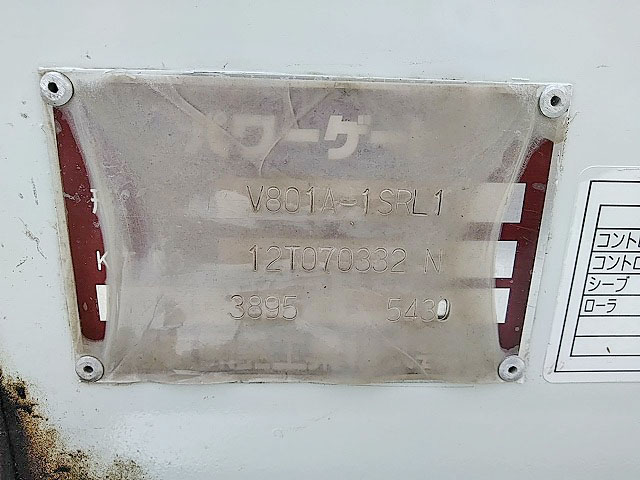 パワーゲート
V801A-1SRL1
K 12T070332 N
3895 5430
コントロ
コントロ
シーブ
ローラ